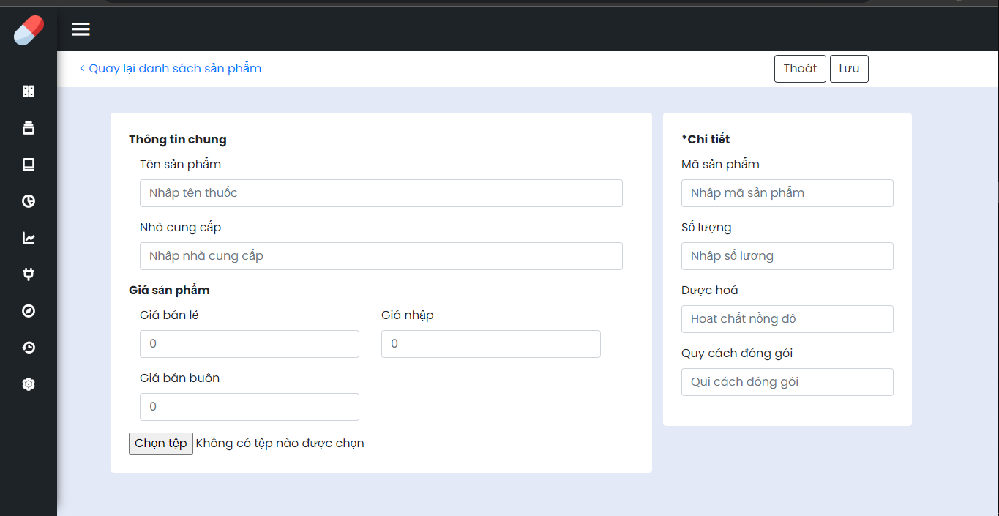 < Quay lại danh sách sản phẩm
Thoát
Lưu
Thông tin chung
Tên sản phẩm
Nhập tên thuốc
Nhà cung cấp
Nhập nhà cung cấp
Giá sản phẩm
Giá bán lẻ
Giá nhập
0
0
Giá bán buôn
0
Chọn tệp Không có tệp nào được chọn
*Chi tiết
Mã sản phẩm
Nhập mã sản phẩm
Số lượng
Nhập số lượng
Dược hoá
Hoạt chất nồng độ
Quy cách đóng gói
Qui cách đóng gói